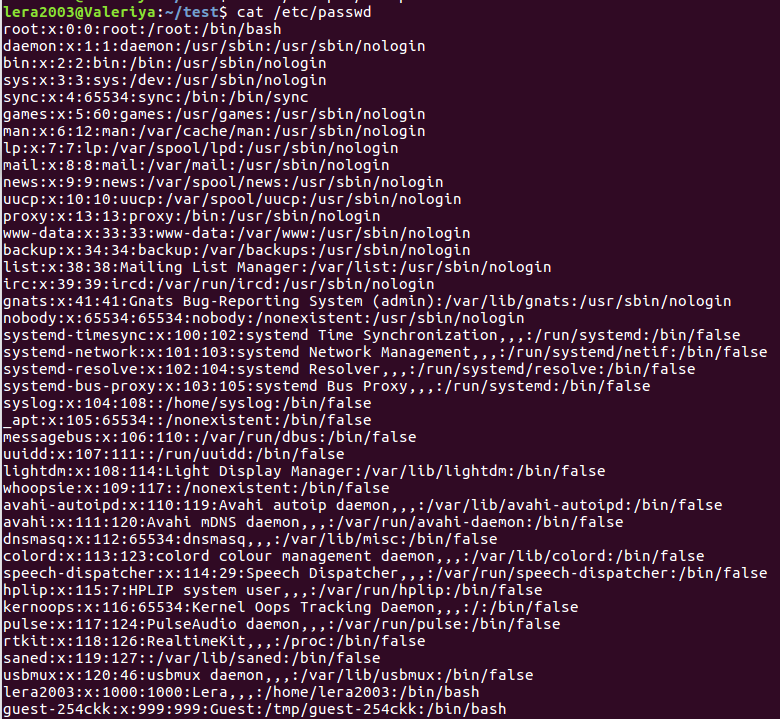 lera2003@Valeriya:~/test$ cat /etc/passwd
root:x:0:0:root:/root:/bin/bash
daemon:x:1:1:daemon:/usr/sbin:/usr/sbin/nologin
bin:x:2:2:bin:/bin:/usr/sbin/nologin
sys:x:3:3:sys:/dev:/usr/sbin/nologin
sync:x:4:65534:sync:/bin:/bin/sync
games:x:5:60:games:/usr/games:/usr/sbin/nologin
man:x:6:12:man:/var/cache/man:/usr/sbin/nologin
lp:x:7:7:lp:/var/spool/lpd:/usr/sbin/nologin
mail:x:8:8:mail:/var/mail:/usr/sbin/nologin
news:x:9:9:news:/var/spool/news:/usr/sbin/nologin
uucp:x:10:10:uucp:/var/spool/uucp:/usr/sbin/nologin
proxy:x:13:13:proxy:/bin:/usr/sbin/nologin
www-data:x:33:33:www-data:/var/www:/usr/sbin/nologin
backup:x:34:34:backup:/var/backups:/usr/sbin/nologin
list:x:38:38:Mailing List Manager:/var/list:/usr/sbin/nologin
irc:x:39:39:ircd:/var/run/ircd:/usr/sbin/nologin
gnats:x:41:41:Gnats Bug-Reporting System (admin):/var/lib/gnats:/usr/sbin/nologin
nobody:x:65534:65534:nobody:/nonexistent:/usr/sbin/nologin
systemd-timesync:x:100:102:systemd Time Synchronization,,,:/run/systemd:/bin/false
systemd-network:x:101:103:systemd Network Management,,,:/run/systemd/netif:/bin/false
systemd-resolve:x:102:104:systemd Resolver,,,:/run/systemd/resolve:/bin/false
systemd-bus-proxy:x:103:105:systemd Bus Proxy,,,:/run/systemd:/bin/false
syslog:x:104:108::/home/syslog:/bin/false
_apt:x:105:65534::/nonexistent:/bin/false
messagebus:x:106:110::/var/run/dbus:/bin/false
uuidd:x:107:111::/run/uuidd:/bin/false
lightdm:x:108:114:Light Display Manager:/var/lib/lightdm:/bin/false
whoopsie:x:109:117::/nonexistent:/bin/false
avahi-autoipd:x:110:119:Avahi autoip daemon,,,:/var/lib/avahi-autoipd:/bin/false
avahi:x:111:120:Avahi mDNS daemon,,,:/var/run/avahi-daemon:/bin/false
dnsmasq:x:112:65534:dnsmasq,,,:/var/lib/misc:/bin/false
colord:x:113:123:colord colour management daemon,,,:/var/lib/colord:/bin/false
speech-dispatcher:x:114:29:Speech Dispatcher,,,:/var/run/speech-dispatcher:/bin/false
hplip:x:115:7:HPLIP system user,,,:/var/run/hplip:/bin/false
kernoops:x:116:65534:Kernel Oops Tracking Daemon,,,:/:/bin/false
pulse:x:117:124:PulseAudio daemon,,,:/var/run/pulse:/bin/false
rtkit:x:118:126:RealtimeKit,,,:/proc:/bin/false
saned:x:119:127::/var/lib/saned:/bin/false
usbmux:x:120:46:usbmux daemon,,,:/var/lib/usbmux:/bin/false
lera2003:x:1000:1000:Lera,,,:/home/lera2003:/bin/bash
guest-254ckk:x:999:999:Guest:/tmp/guest-254ckk:/bin/bash